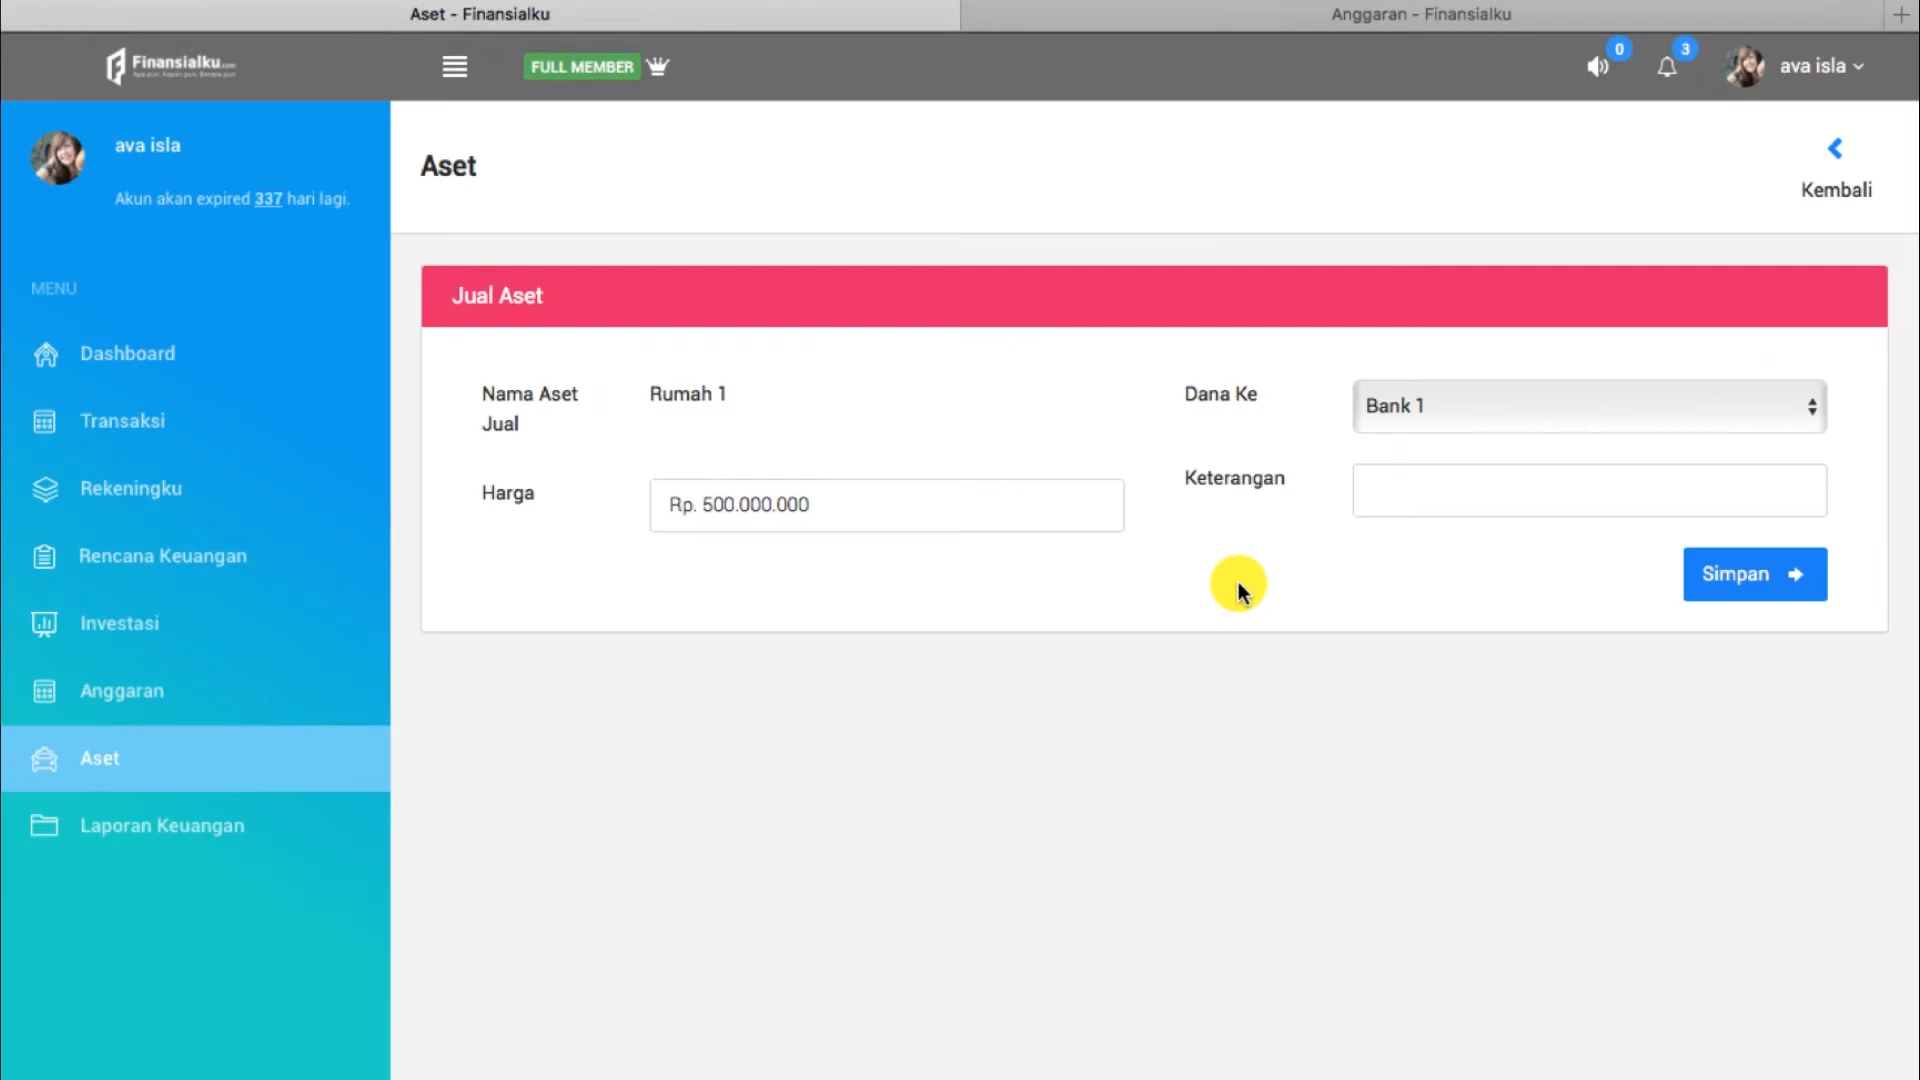 Aset - Finansialku
Anggaran - Finansialku
Finansialku.com
FULL MEMBER
0
3
ava isla
ava isla
Akun akan expired 337 hari lagi.
MENU
Dashboard
Transaksi
Rekeningku
Rencana Keuangan
Investasi
Anggaran
Aset
Laporan Keuangan
Aset
Kembali
Jual Aset
Nama Aset
Jual
Rumah 1
Harga
Rp. 500.000.000
Dana Ke
Bank 1
Keterangan
Simpan